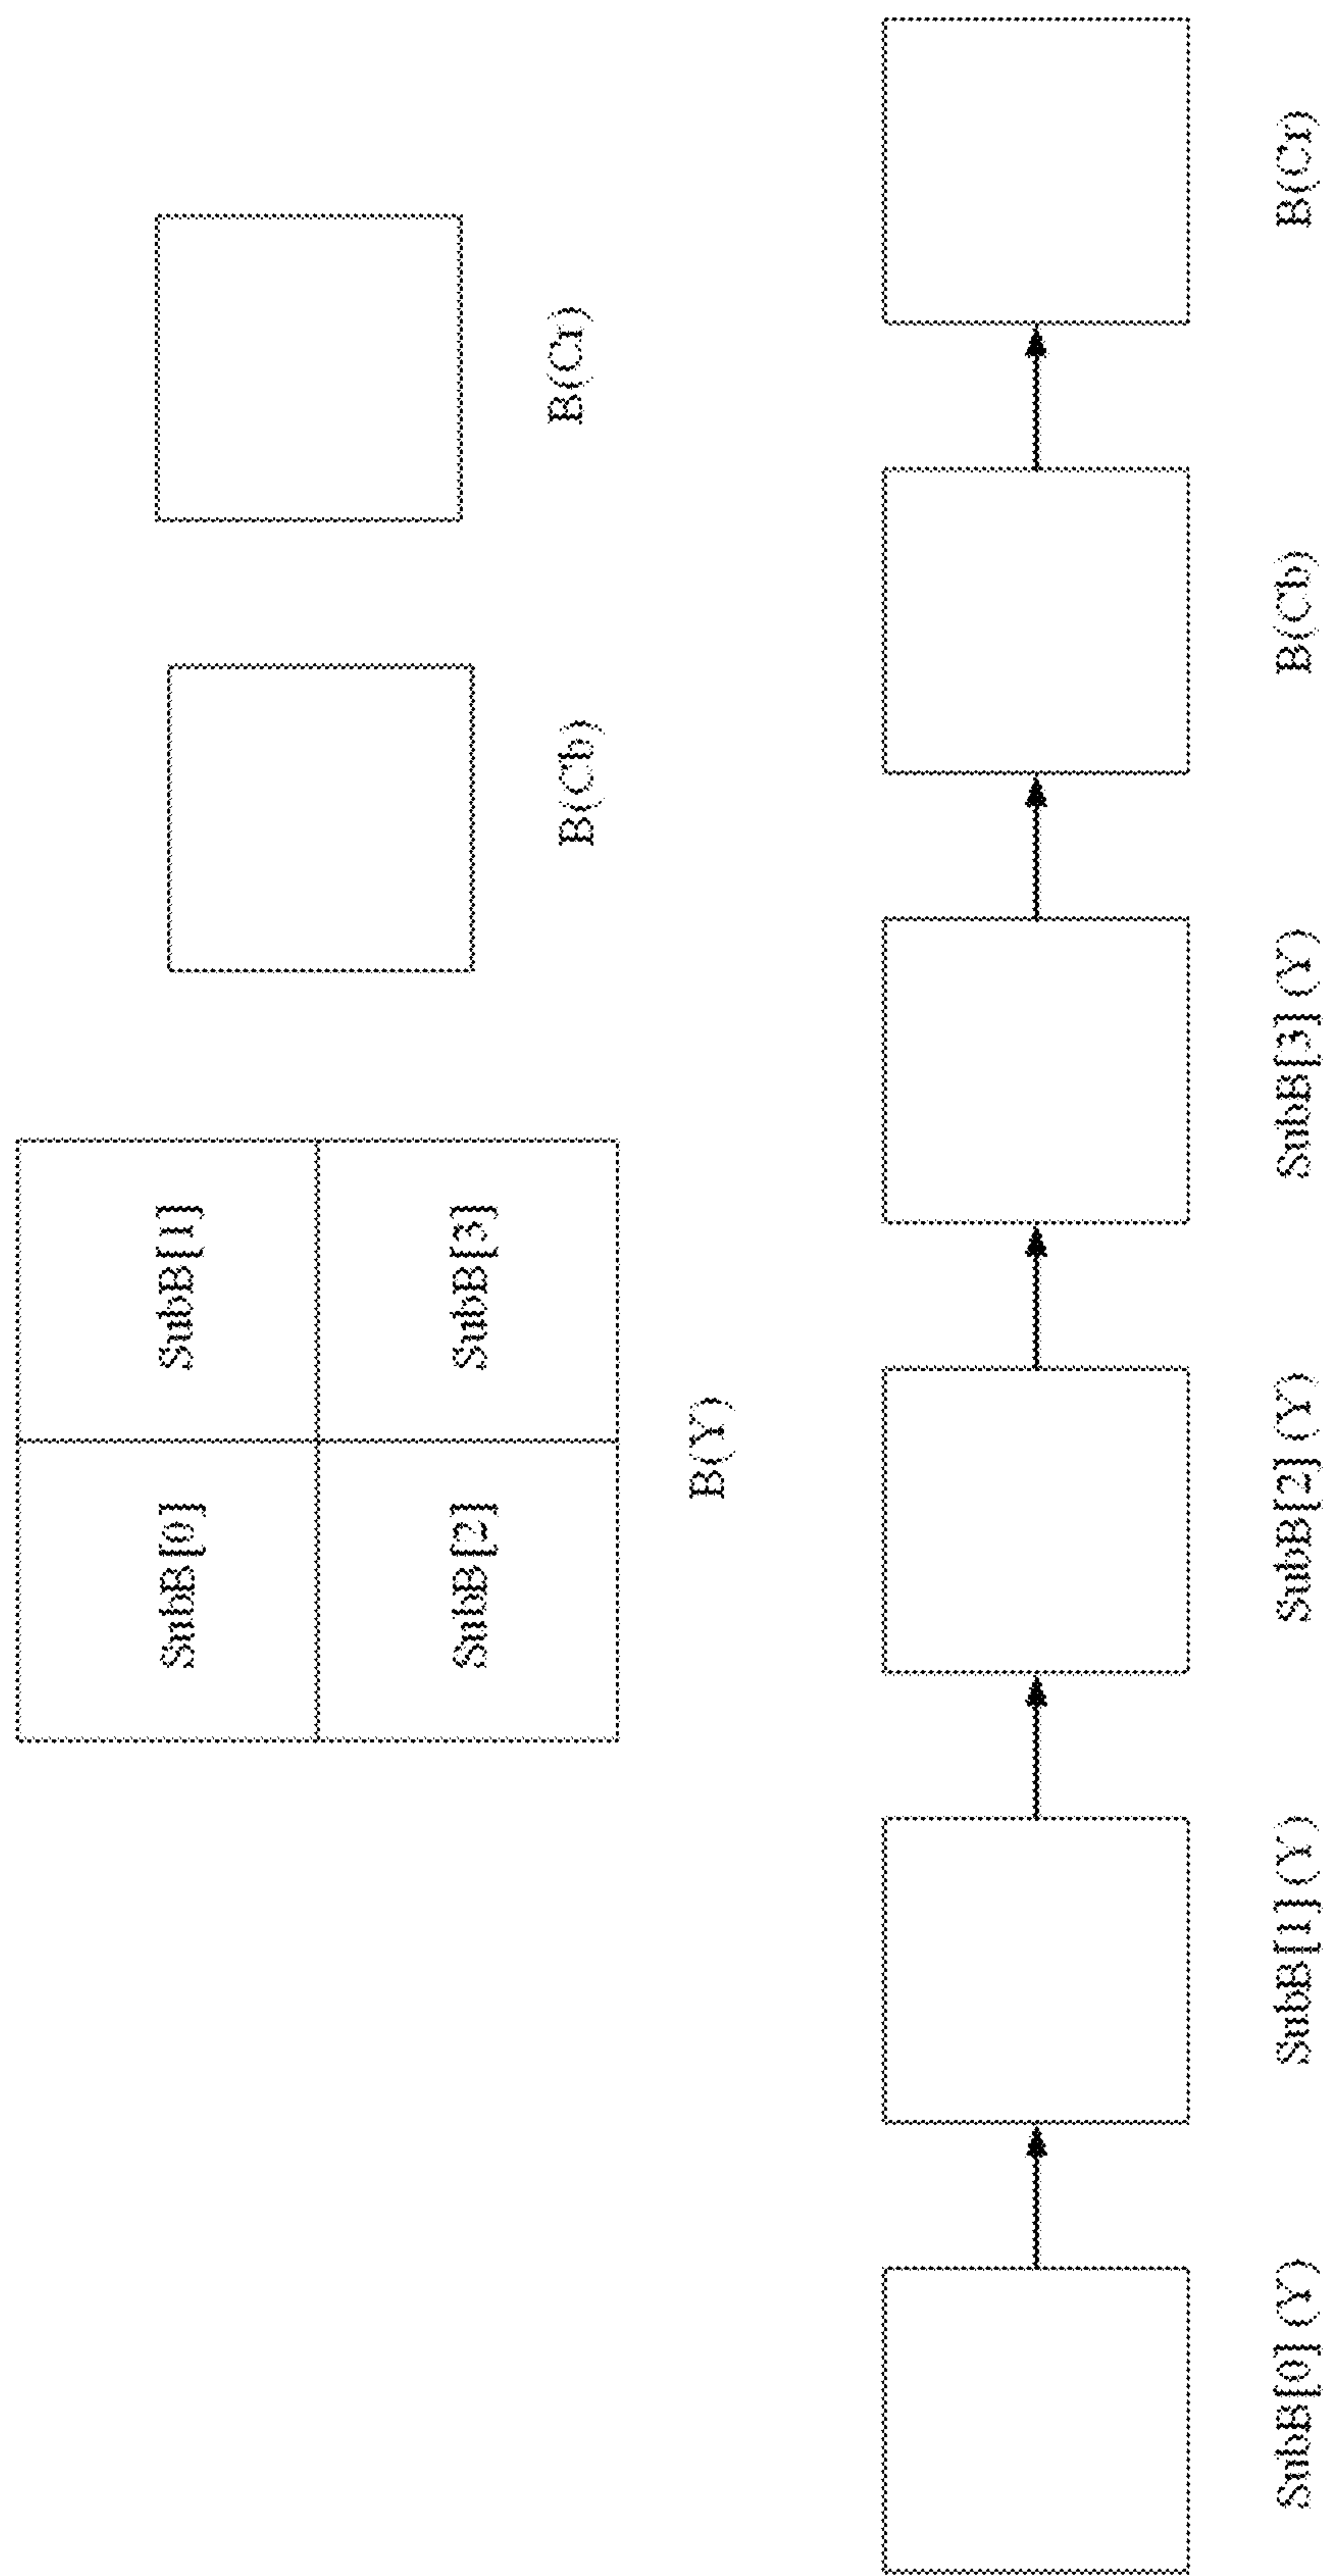 SubB[0] SubB[1]
SubB[2] SubB[3]
B(Y) B(Cb) B(Cr)
SubB[0] (Y) SubB[1] (Y) SubB[2] (Y) SubB[3] (Y) B(Cb) B(Cr)